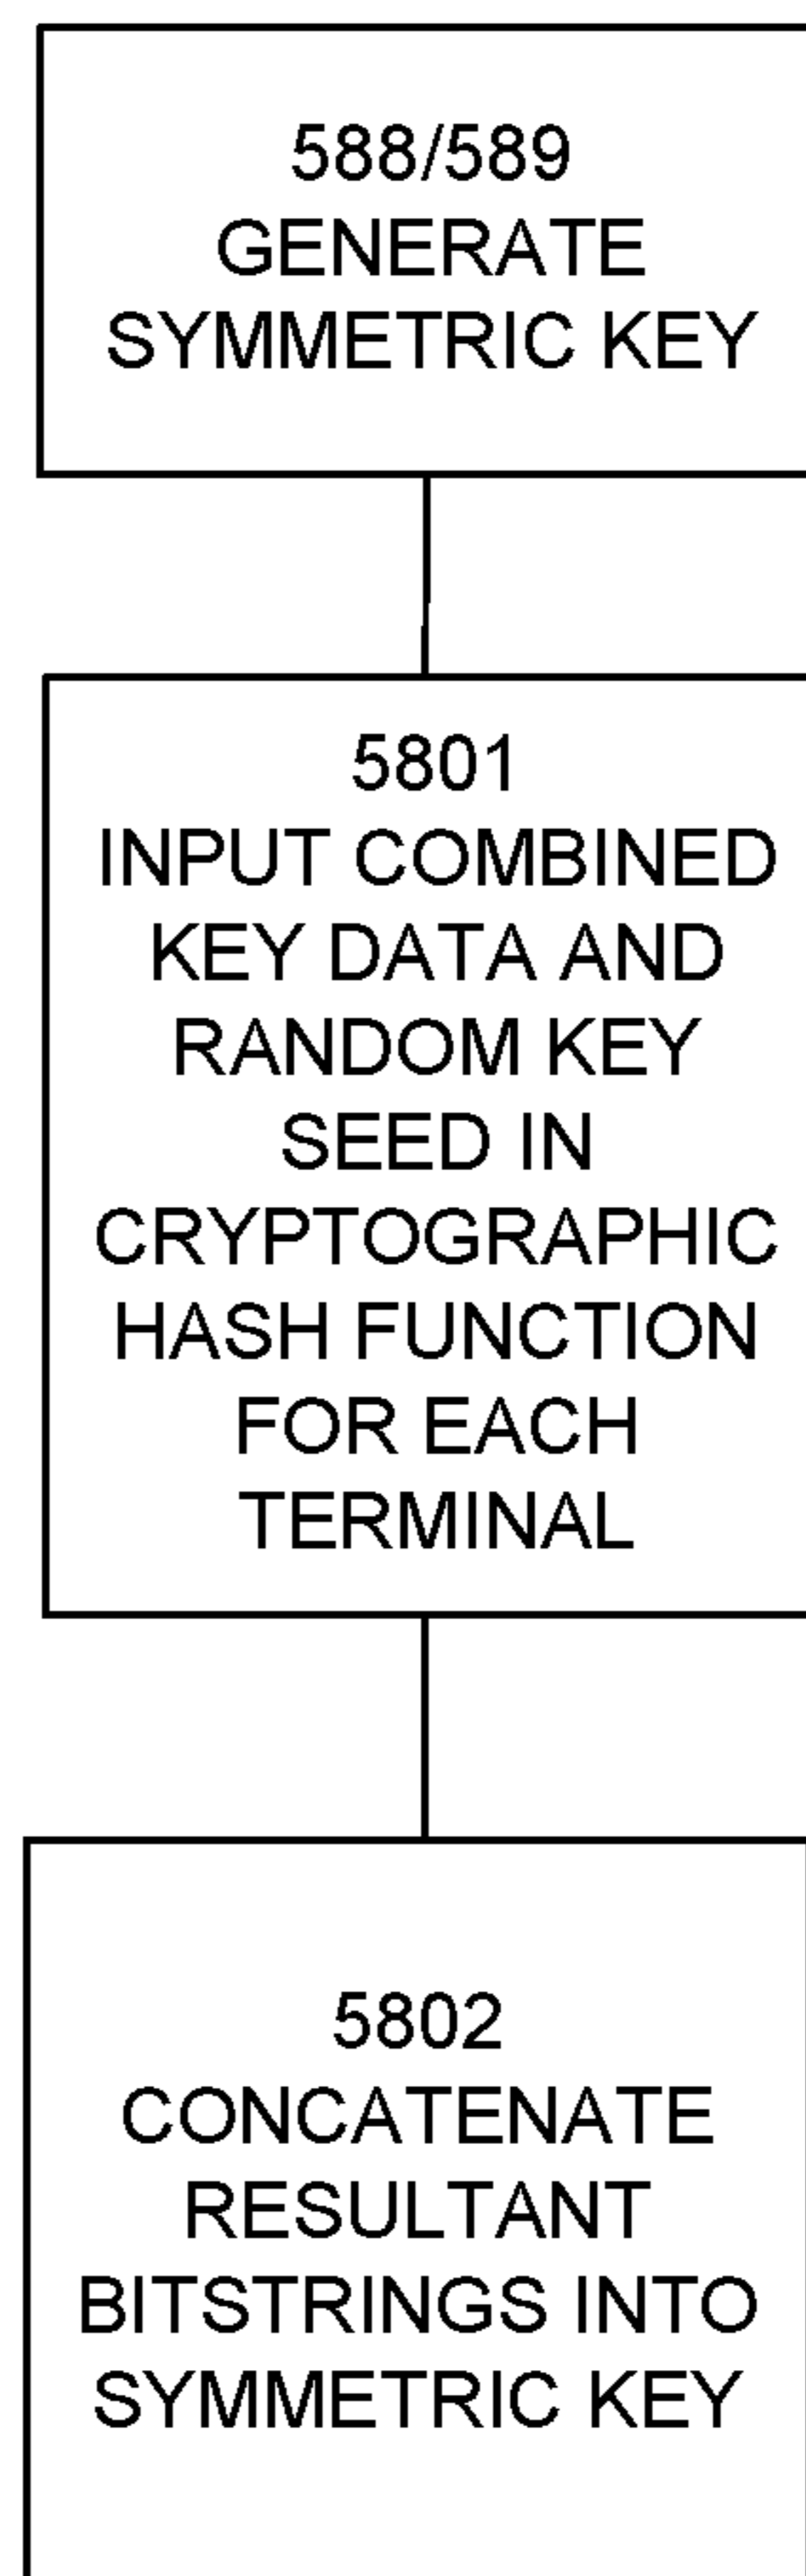 588/589
GENERATE
SYMMETRIC KEY
5801
INPUT COMBINED
KEY DATA AND
RANDOM KEY
SEED IN
CRYPTOGRAPHIC
HASH FUNCTION
FOR EACH
TERMINAL
5802
CONCATENATE
RESULTANT
BITSTRINGS INTO
SYMMETRIC KEY